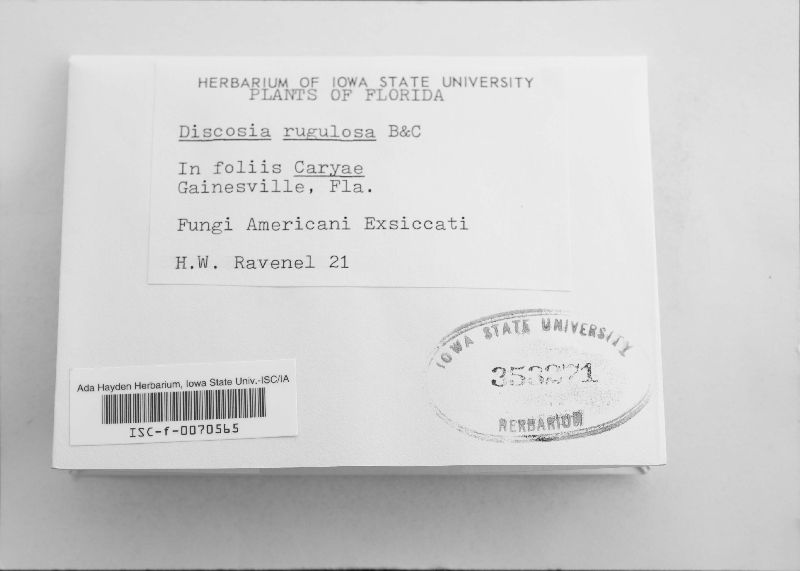 HERBARIUM OF IOWA STATE UNIVERSITY
PLANTS OF FLORIDA
Discosia rugulosa B&C
In foliis Caryae
Gainesville, Fla.
Fungi Americani Exsiccati
H.W. Ravenel 21
IOWA STATE UNIVERSITY
353271
HERBARIUM
Ada Hayden Herbarium, Iowa State Univ.-ISC/IA
ISC-f-0070565